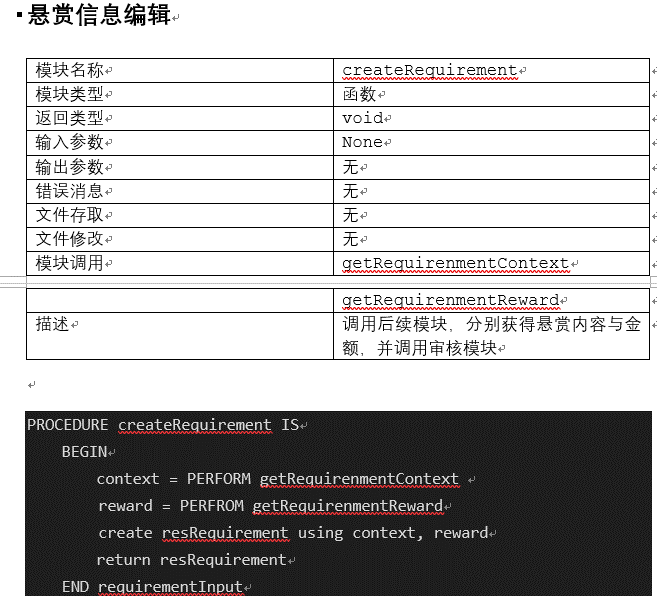 ▪悬赏信息编辑
模块名称 createRequirement
模块类型 函数
返回类型 void
输入参数 None
输出参数 无
错误消息 无
文件存取 无
文件修改 无
模块调用 getRequirenmentContext
getRequirenmentReward
描述 调用后续模块，分别获得悬赏内容与金
额，并调用审核模块
PROCEDURE createRequirement IS
BEGIN
context = PERFORM getRequirenmentContext
reward = PERFROM getRequirenmentReward
create resRequirement using context, reward
return resRequirement
END requirementInput